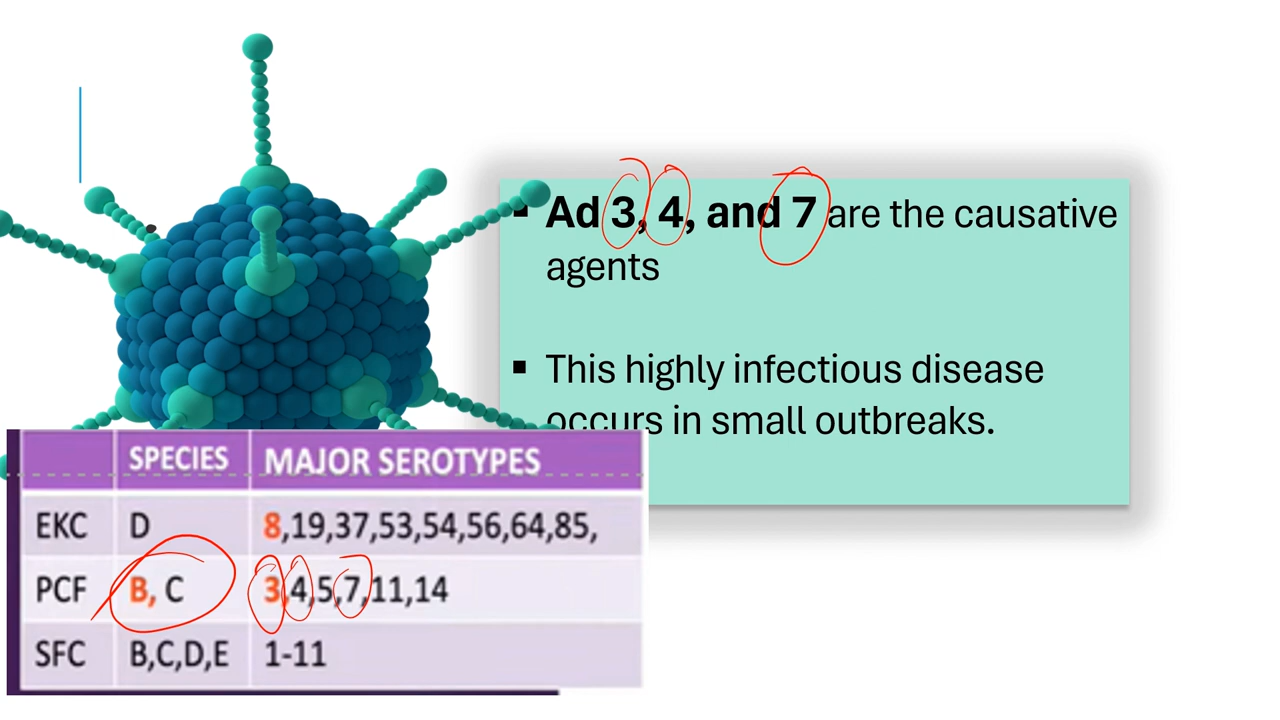 ▪ Ad 3, 4, and 7 are the causative
agents
▪ This highly infectious disease
occurs in small outbreaks.
SPECIES MAJOR SEROTYPES
EKC D 8,19,37,53,54,56,64,85,
PCF B, C 3,4,5,7,11,14
SFC B,C,D,E 1-11